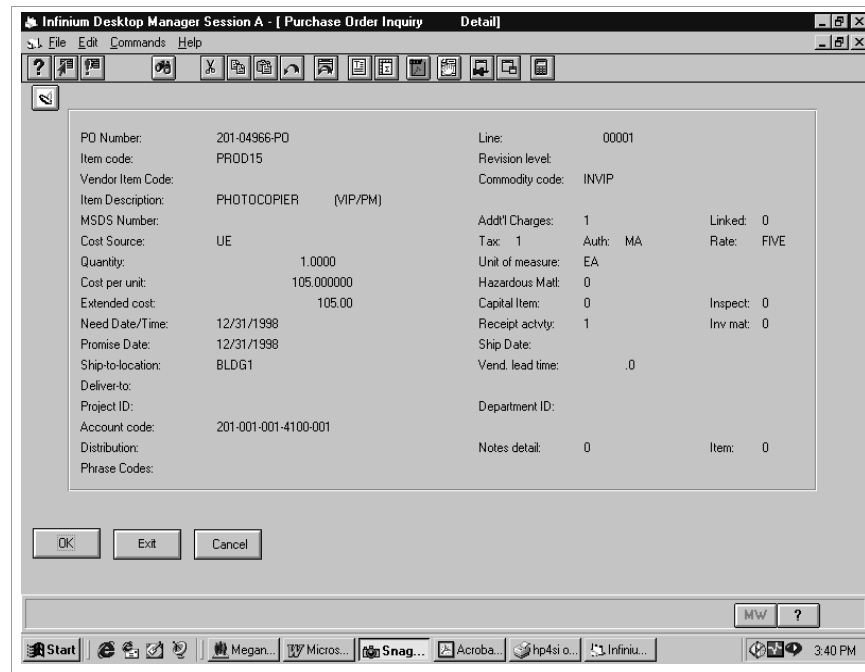 Infinium Desktop Manager Session A - [ Purchase Order Inquiry Detail]
File Edit Commands Help
PO Number: 201-04966-PO Line: 00001
Item code: PROD15 Revision level:
Vendor Item Code: Commodity code: INVIP
Item Description: PHOTOCOPIER (VIP/PM)
MSDS Number: Addt'l Charges: 1 Linked: 0
Cost Source: UE Tax: 1 Auth: MA Rate: FIVE
Quantity: 1.0000 Unit of measure: EA
Cost per unit: 105.000000 Hazardous Matl: 0
Extended cost: 105.00 Capital Item: 0 Inspect: 0
Need Date/Time: 12/31/1998 Receipt actvty: 1 Inv mat: 0
Promise Date: 12/31/1998 Ship Date:
Ship-to-location: BLDG1 Vend. lead time: .0
Deliver-to:
Project ID: Department ID:
Account code: 201-001-001-4100-001
Distribution: Notes detail: 0 Item: 0
Phrase Codes:
OK Exit Cancel
MW ?
Start Megan... Micros... Snag... Acroba... hp4si o... Infiniu... 3:40 PM